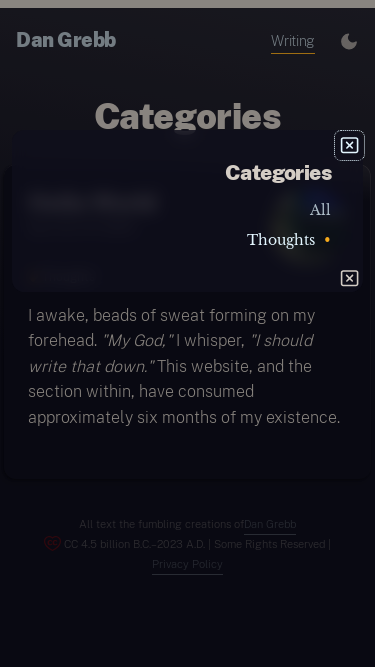 Dan Grebb
Writing
Categories
Categories
All
Thoughts •
I awake, beads of sweat forming on my
forehead. "My God," I whisper, "I should
write that down." This website, and the
section within, have consumed
approximately six months of my existence.
All text the fumbling creations ofDan Grebb
CC 4.5 billion B.C.–2023 A.D. | Some Rights Reserved |
Privacy Policy